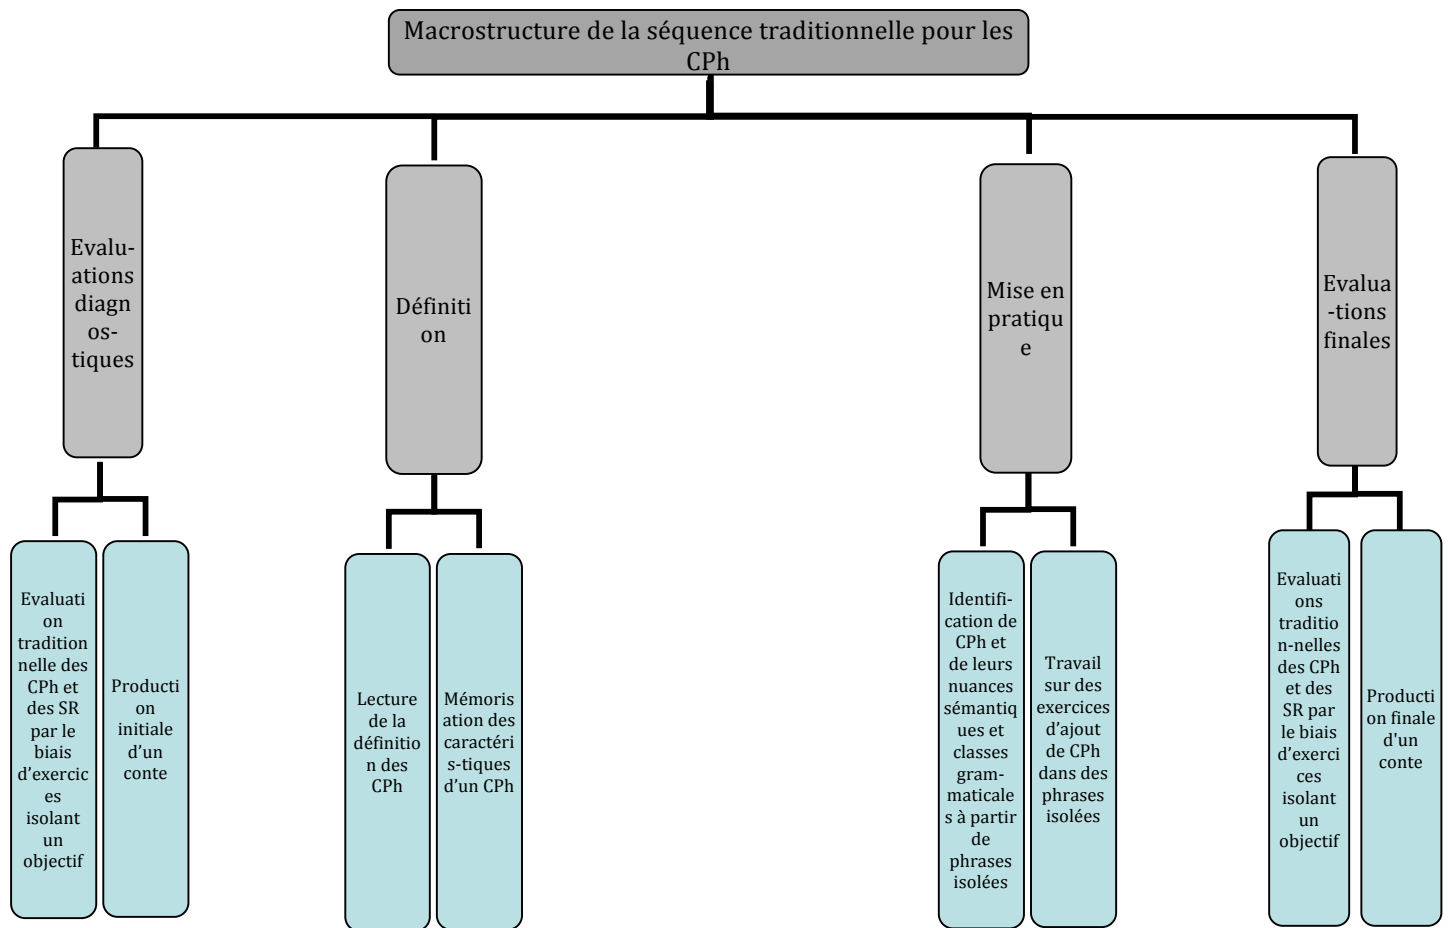 Macrostructure de la séquence traditionnelle pour les
CPh
Evalu-
ations
diagn
os-
tiques
Définiti
on
Mise en
pratiqu
e
Evalua
-tions
finales
Evaluati
on
tradition
nelle des
CPh et
des SR
par le
biais
d’exercic
es
isolant
un
objectif
Producti
on
initiale
d’un
conte
Lecture
de la
définitio
n des
CPh
Mémoris
ation des
caractéri
s-tiques
d’un CPh
Identifi-
cation de
CPh et
de leurs
nuances
sémantiq
ues et
classes
gram-
maticale
s à partir
de
phrases
isolées
Travail
sur des
exercices
d’ajout
de CPh
dans des
phrases
isolées
Evaluati
ons
traditio
n-nelles
des CPh
et des
SR par
le biais
d’exerci
ces
isolant
un
objectif
Producti
on finale
d'un
conte